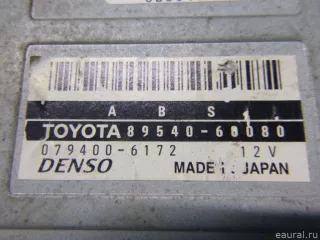 A B S
TOYOTA 89540-60080
079400-6172 12V
DENSO MADE IN JAPAN
eaural.ru